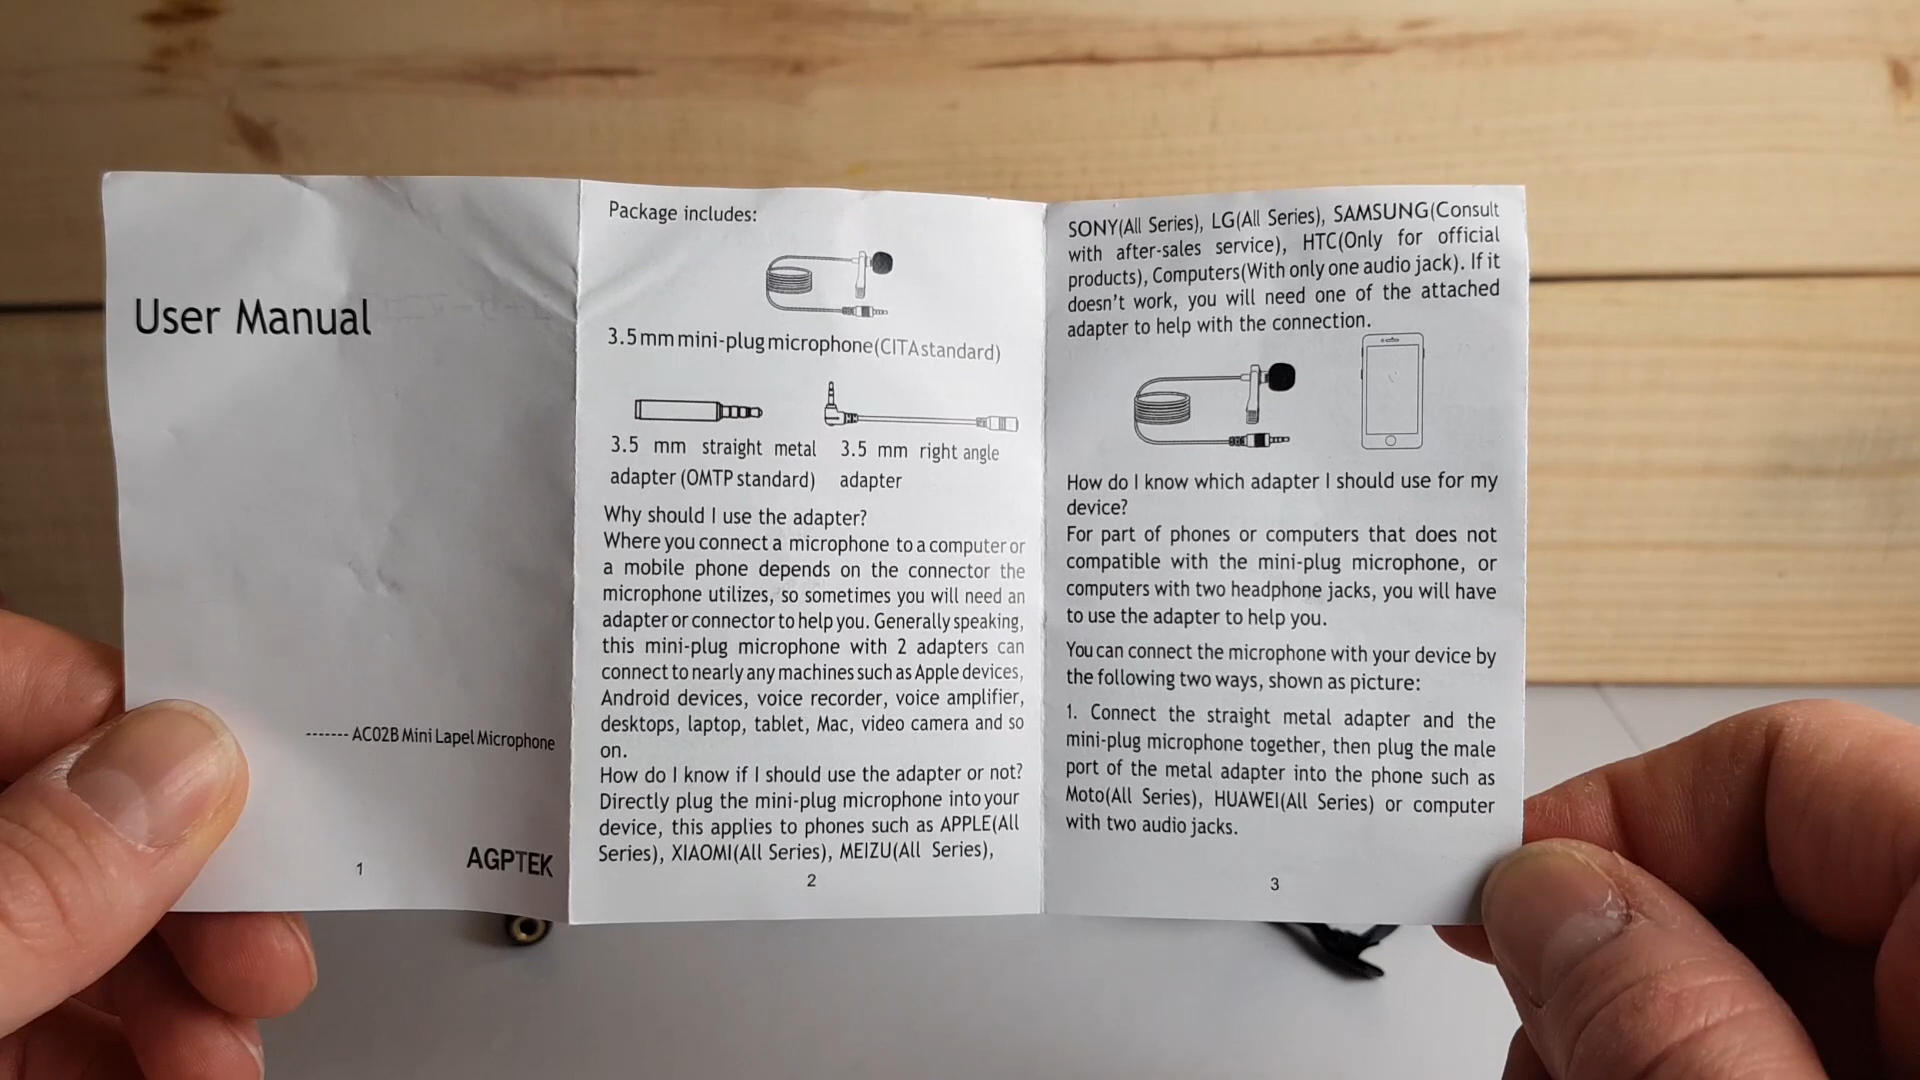 User Manual
------- AC02B Mini Lapel Microphone
AGPTEK
1
Package includes:
3.5 mm mini-plug microphone(CITA standard)
3.5 mm straight metal
adapter (OMTP standard)
3.5 mm right angle
adapter
Why should I use the adapter?
Where you connect a microphone to a computer or
a mobile phone depends on the connector the
microphone utilizes, so sometimes you will need an
adapter or connector to help you. Generally speaking,
this mini-plug microphone with 2 adapters can
connect to nearly any machines such as Apple devices,
Android devices, voice recorder, voice amplifier,
desktops, laptop, tablet, Mac, video camera and so
on.
How do I know if I should use the adapter or not?
Directly plug the mini-plug microphone into your
device, this applies to phones such as APPLE(All
Series), XIAOMI(All Series), MEIZU(All Series),
2
SONY(All Series), LG(All Series), SAMSUNG(Consult
with after-sales service), HTC(Only for official
products), Computers(With only one audio jack). If it
doesn't work, you will need one of the attached
adapter to help with the connection.
How do I know which adapter I should use for my
device?
For part of phones or computers that does not
compatible with the mini-plug microphone, or
computers with two headphone jacks, you will have
to use the adapter to help you.
You can connect the microphone with your device by
the following two ways, shown as picture:
1. Connect the straight metal adapter and the
mini-plug microphone together, then plug the male
port of the metal adapter into the phone such as
Moto(All Series), HUAWEI(All Series) or computer
with two audio jacks.
3